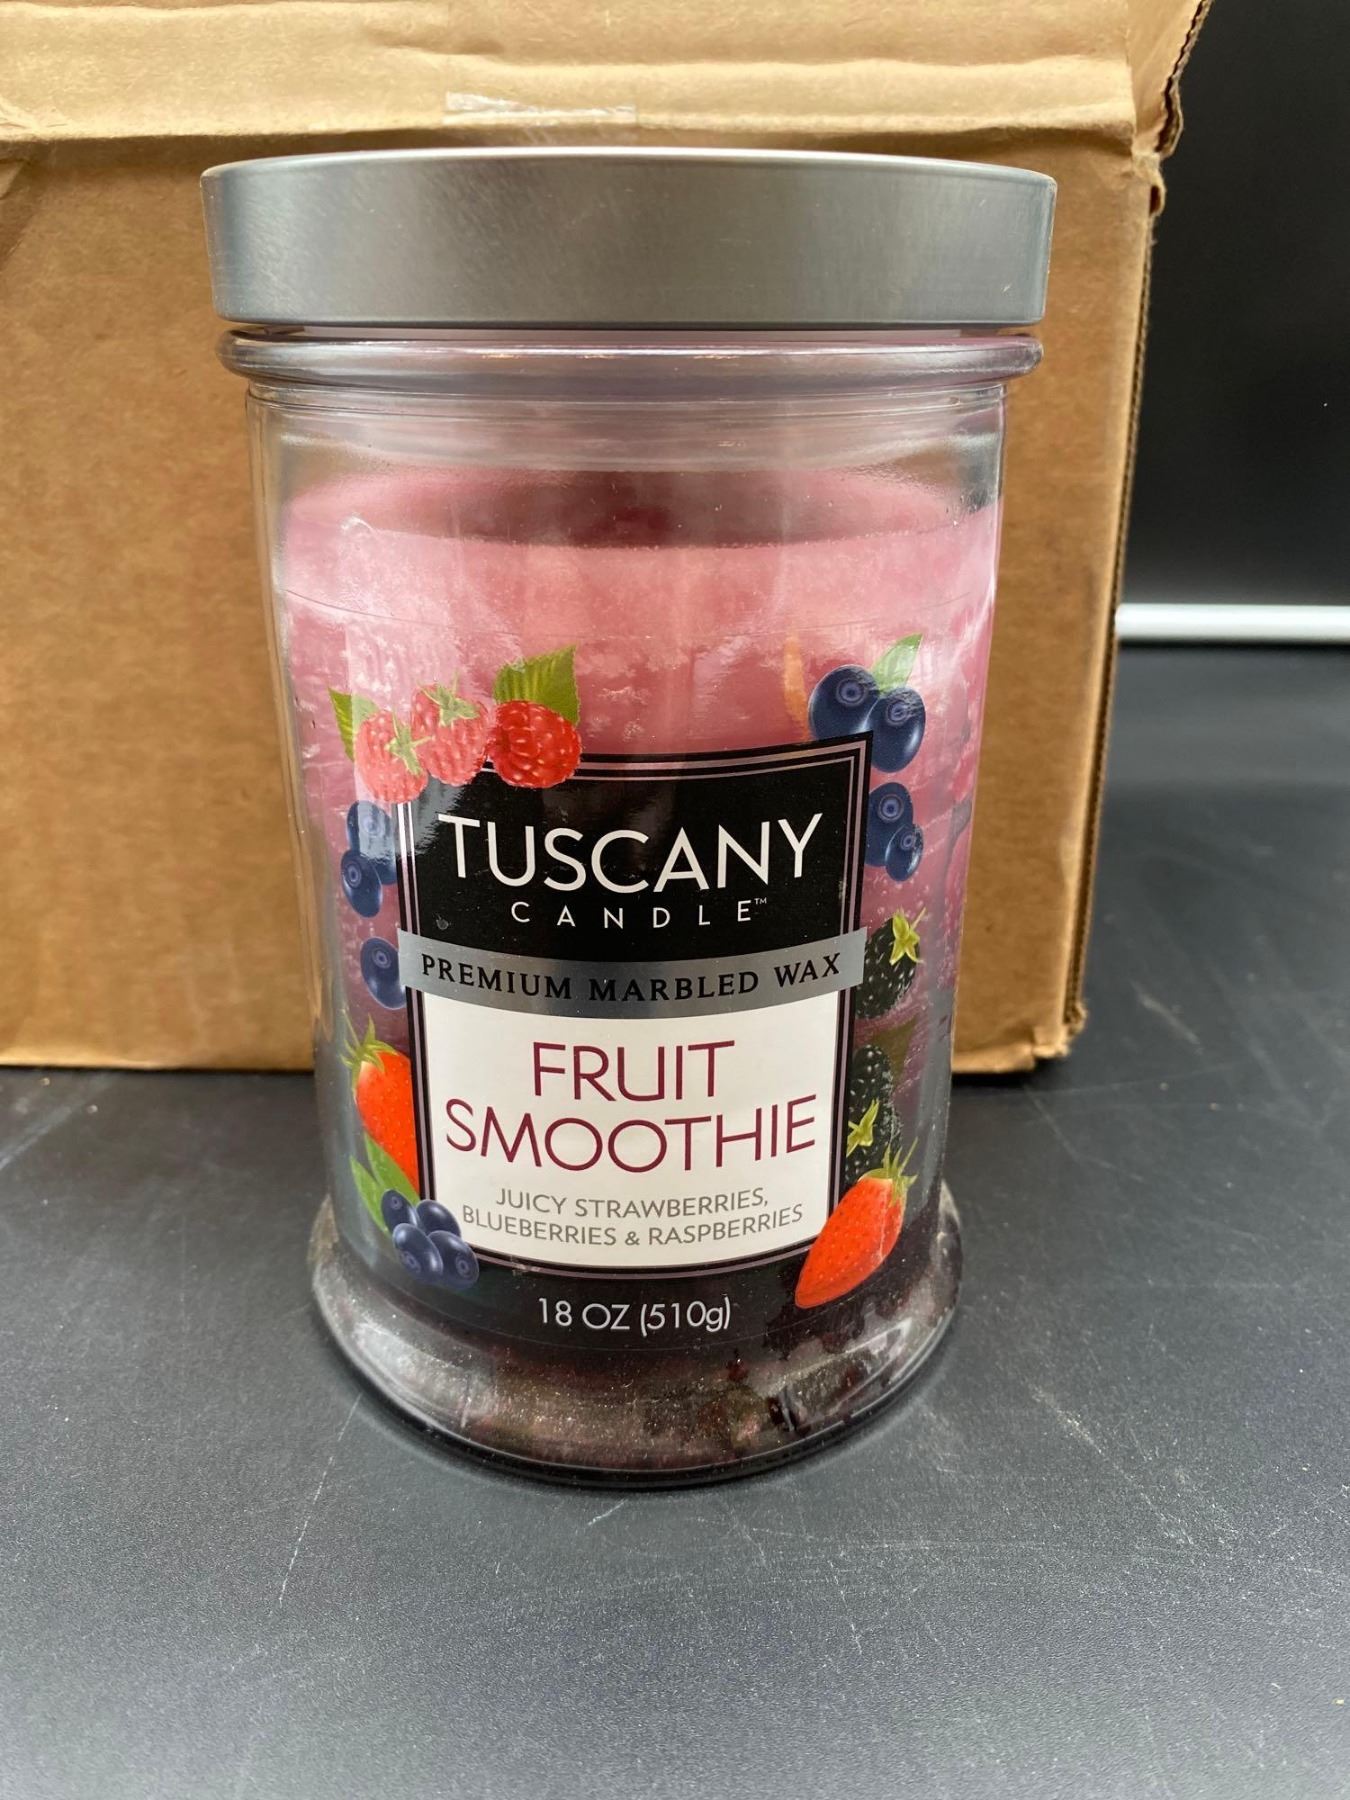 TUSCANY
CANDLE™
PREMIUM MARBLED WAX
FRUIT
SMOOTHIE
JUICY STRAWBERRIES,
BLUEBERRIES & RASPBERRIES
18 OZ (510g)